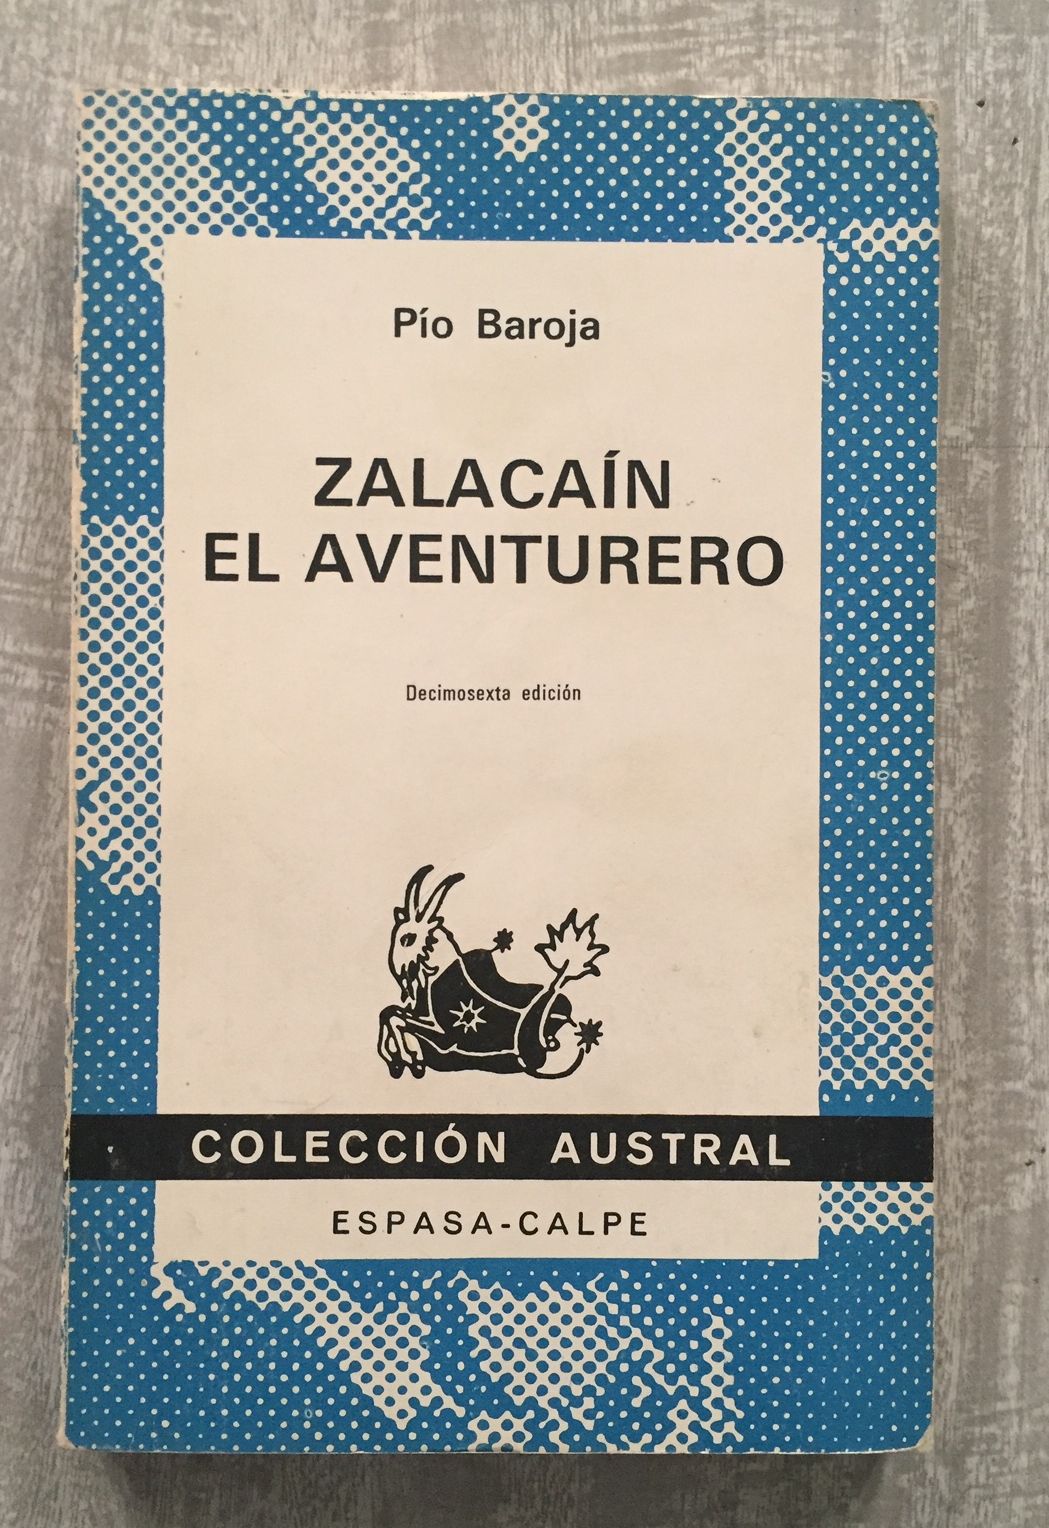 Pío Baroja
ZALACAÍN
EL AVENTURERO
Decimosexta edición
COLECCIÓN AUSTRAL
ESPASA-CALPE